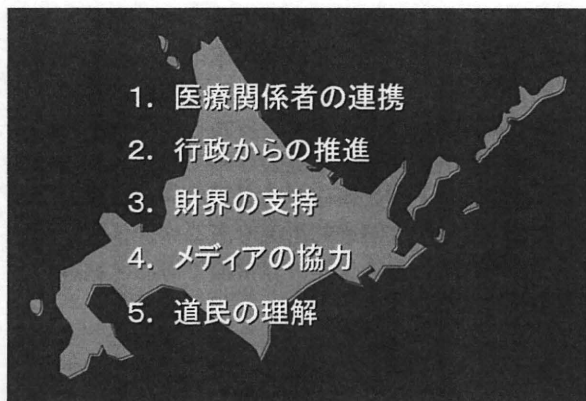 1. 医療関係者の連携
2. 行政からの推進
3. 財界の支持
4. メディアの協力
5. 道民の理解